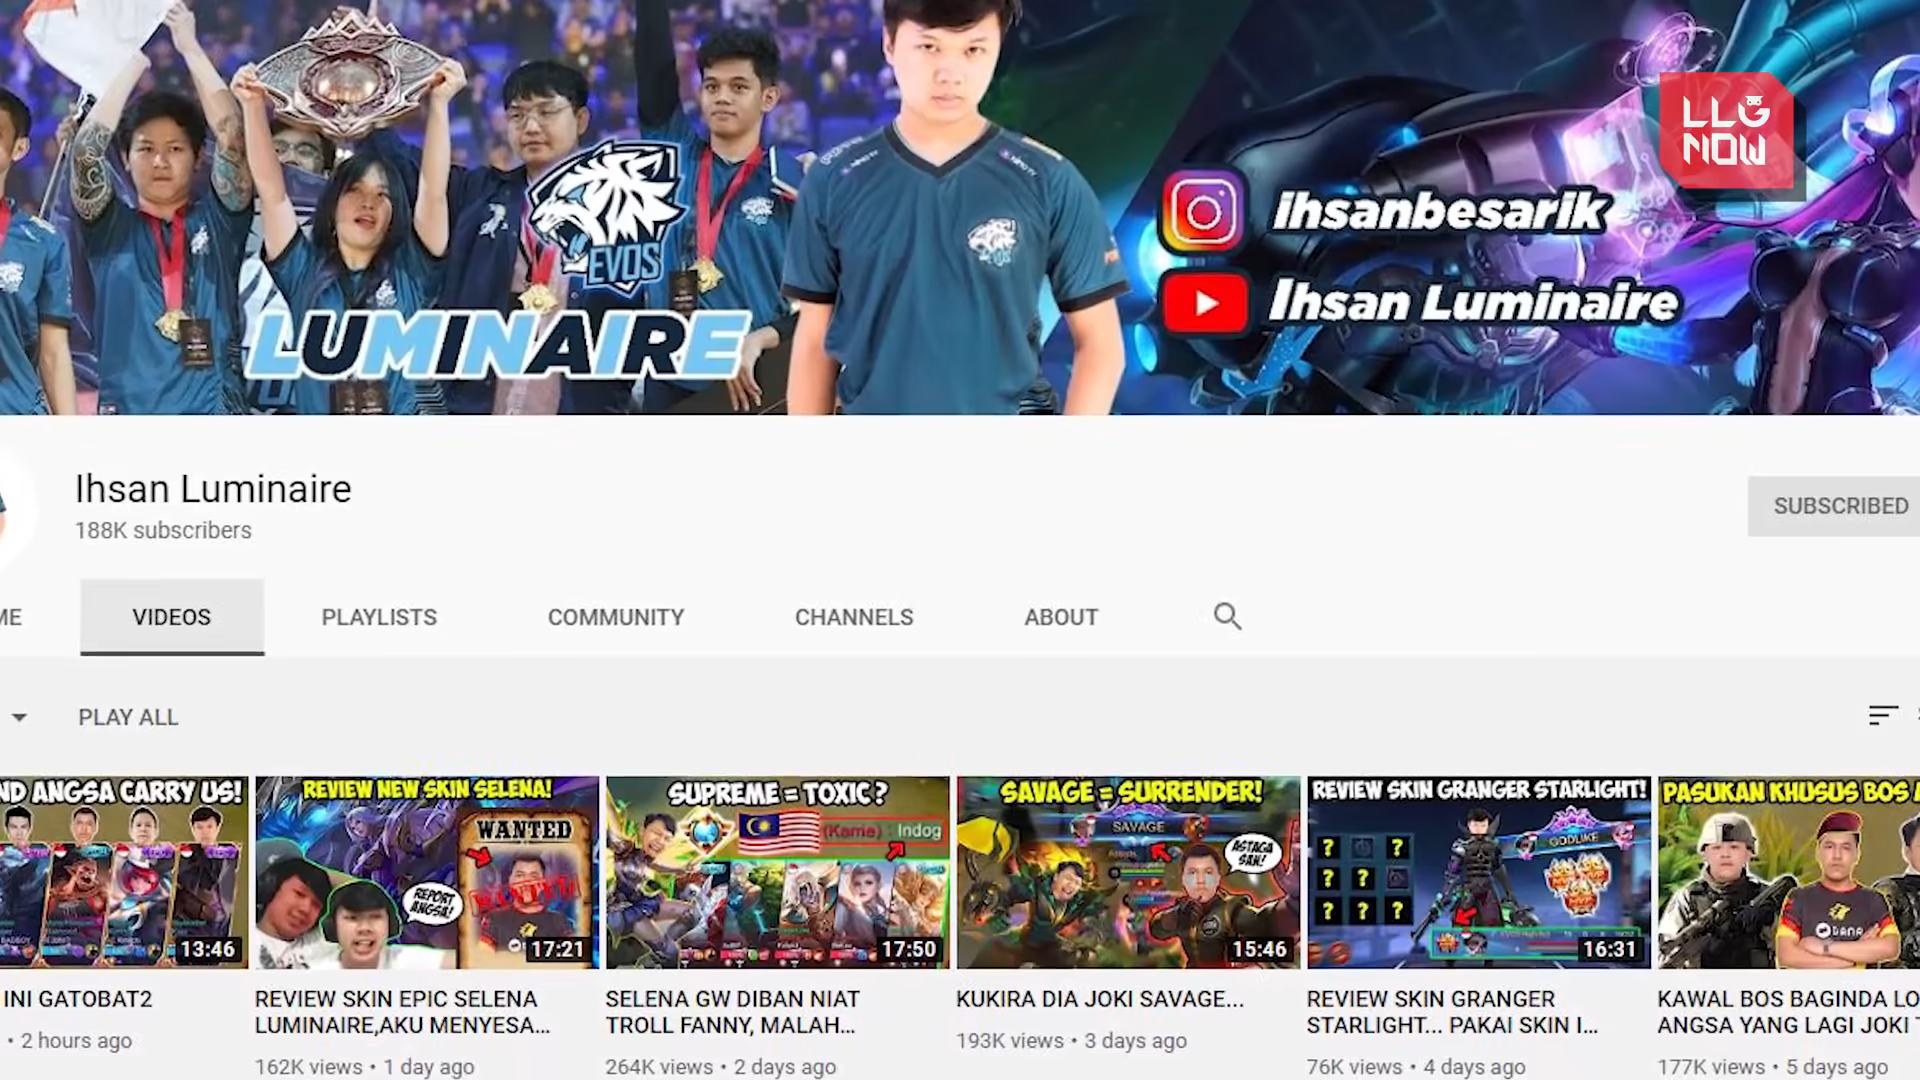 LLG
NOW
EVOS
LUMINAIRE
ihsanbesarik
Ihsan Luminaire
Ihsan Luminaire
188K subscribers
SUBSCRIBED
ME
VIDEOS
PLAYLISTS
COMMUNITY
CHANNELS
ABOUT
PLAY ALL
ND ANGSA CARRY US!
13:46
REVIEW NEW SKIN SELENA!
WANTED
REPORT
ANGSA!
17:21
SUPREME = TOXIC ?
(Karrie) : Indog
17:50
SAVAGE = SURRENDER!
SAVAGE
ASTAGA
SAN!
15:46
REVIEW SKIN GRANGER STARLIGHT!
GODLIKE
? ?
? ?
? ? ?
16:31
PASUKAN KHUSUS BOS A
DANA
INI GATOBAT2
• 2 hours ago
REVIEW SKIN EPIC SELENA
LUMINAIRE,AKU MENYESA...
162K views • 1 day ago
SELENA GW DIBAN NIAT
TROLL FANNY, MALAH...
264K views • 2 days ago
KUKIRA DIA JOKI SAVAGE...
193K views • 3 days ago
REVIEW SKIN GRANGER
STARLIGHT... PAKAI SKIN I...
76K views • 4 days ago
KAWAL BOS BAGINDA LO
ANGSA YANG LAGI JOKI T
177K views • 5 days ago